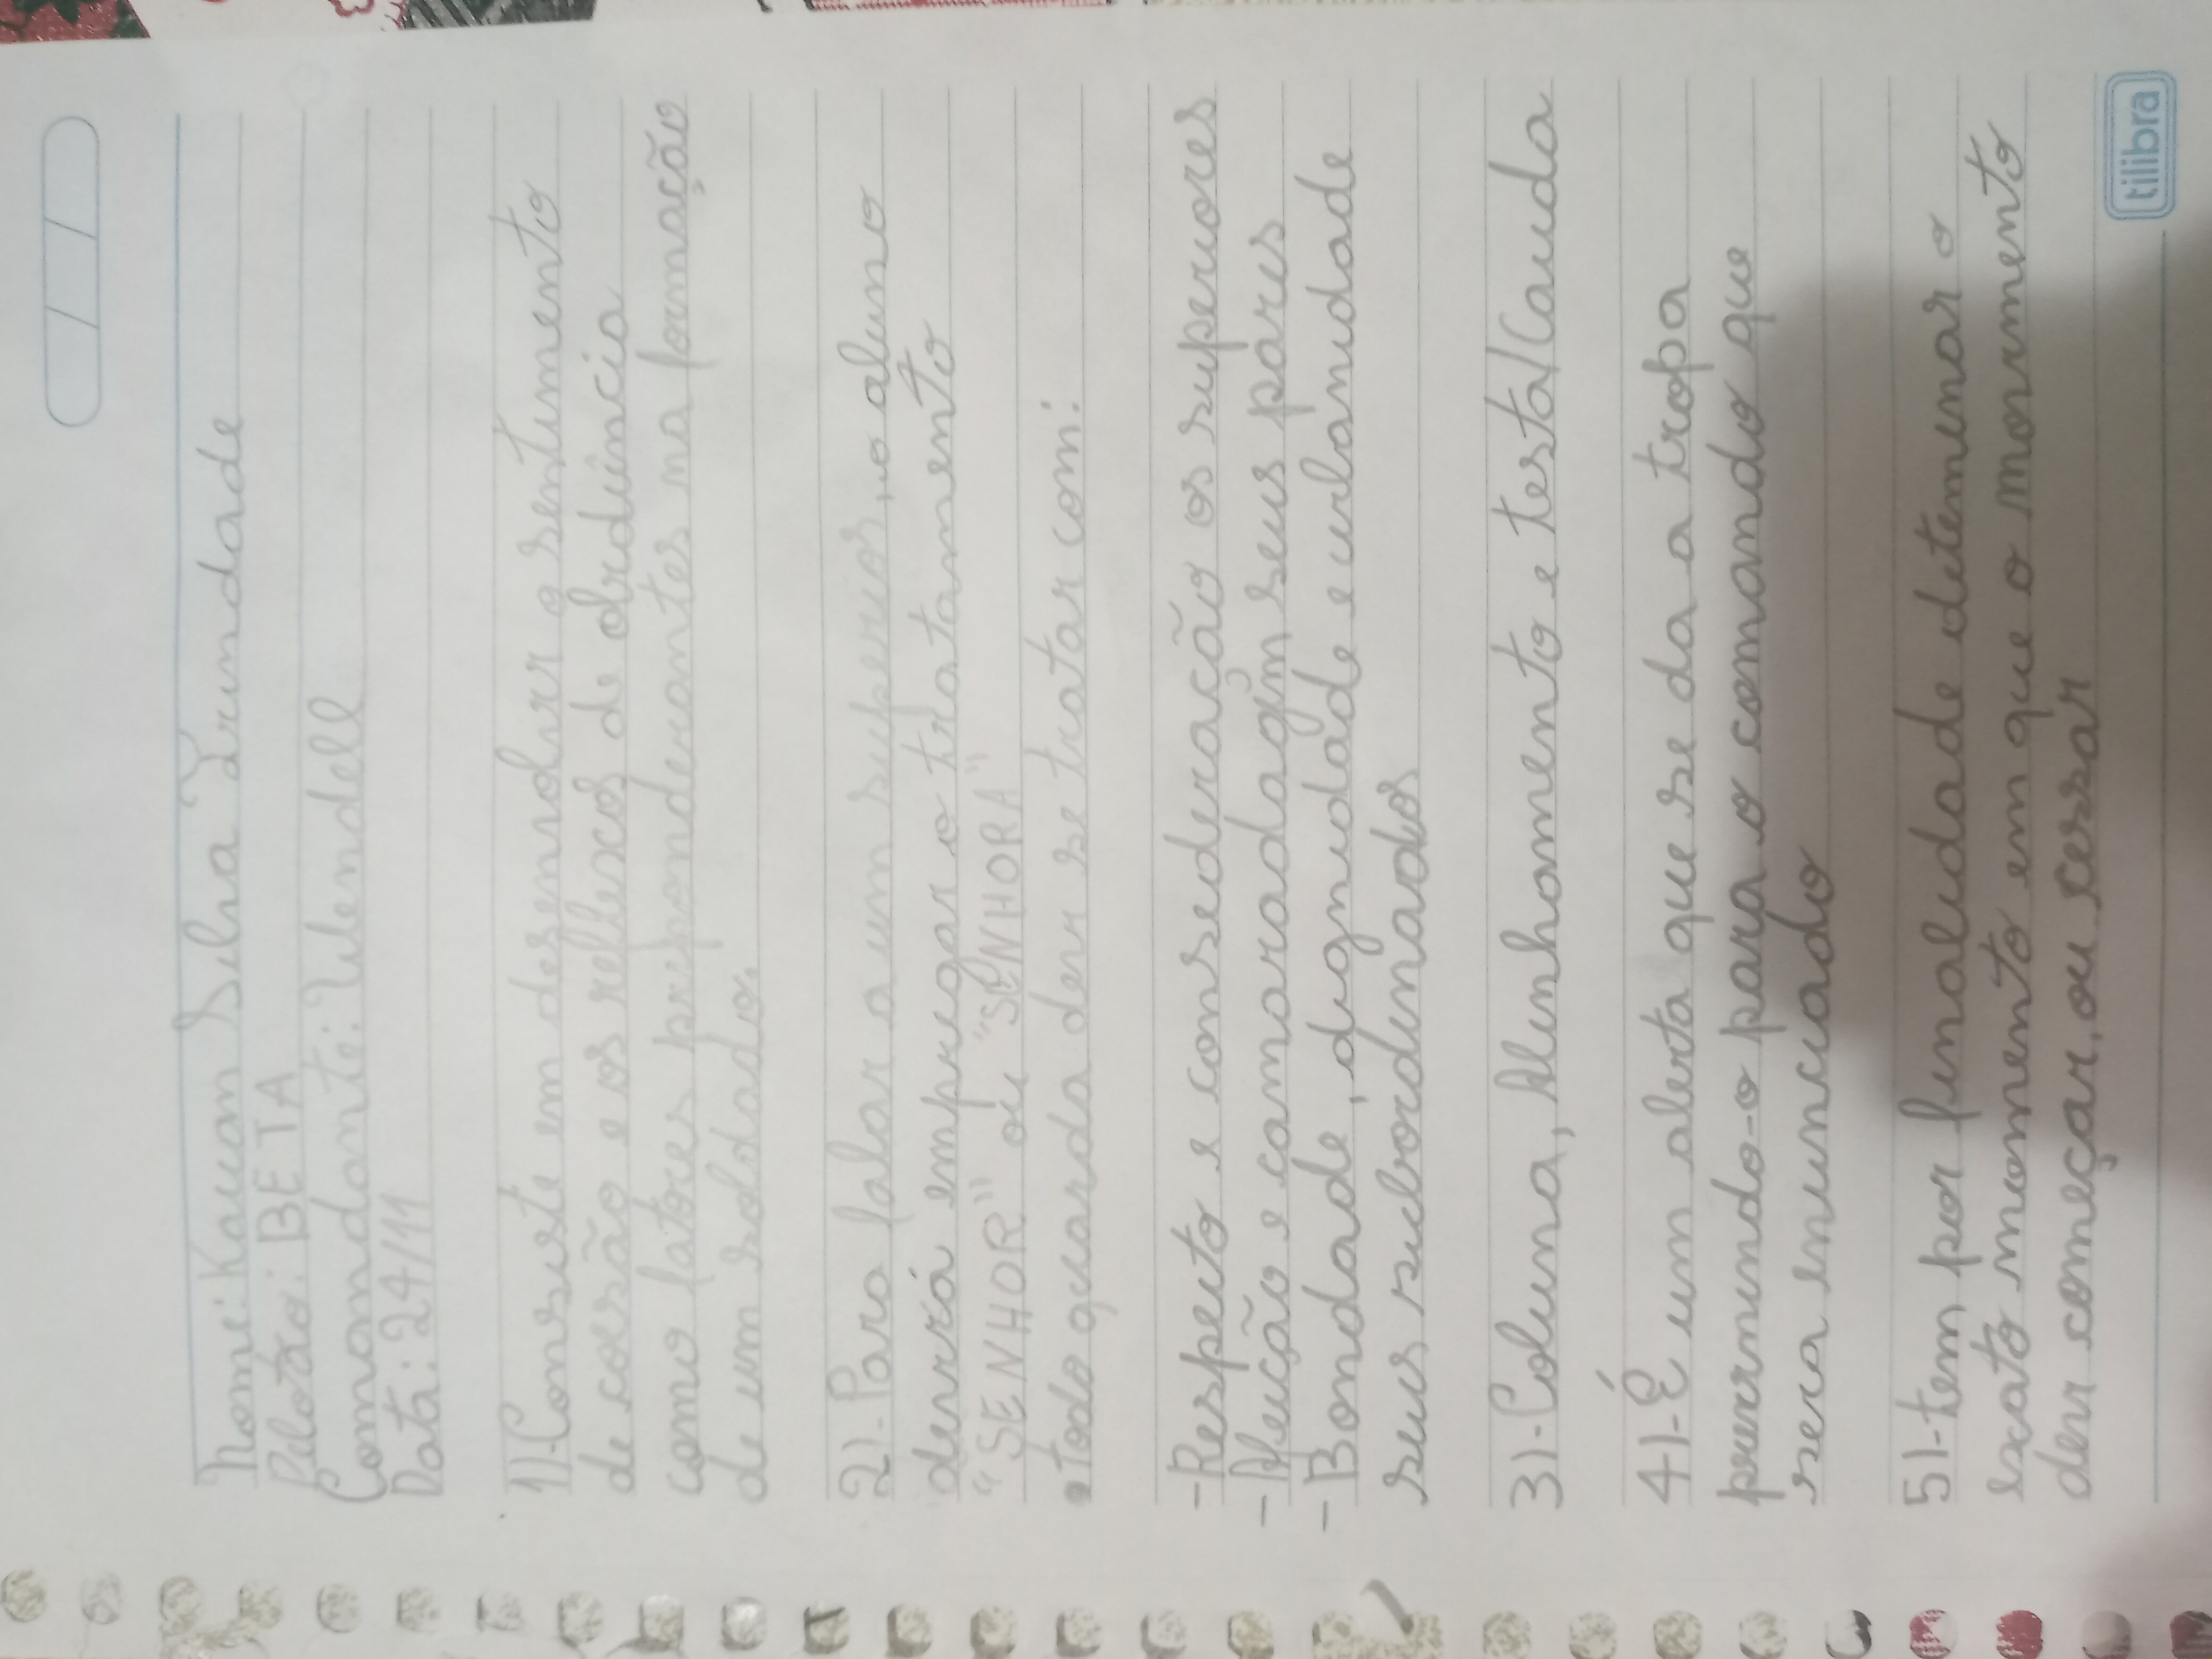 Nome: Kauan Silva Trindade
Pelotão: BETA
Comandante: Wendell
Data: 24/11
1)-Consiste em desenvolver o sentimento
de coesão e os reflexos de obediência
como fatores preponderantes na formação
de um soldado.
2)-Para falar a um superior, o aluno
deverá empregar o tratamento
"SENHOR" ou "SENHORA"
•todo guarda deve se tratar com:
-Respeito e consederação os superiores
-Afeição e camaradagem seus pares
-Bondade, dignidade e urbanidade
seus subordinados
3)-Coluna, Alinhamento e testa/Cauda
4)-É um alerta que se da a tropa
prevenindo-o para o comando que
sera enunciado
5)-tem por finalidade deteminar o
exato momento em que o movimento
deve começar, ou cessar
tilibra